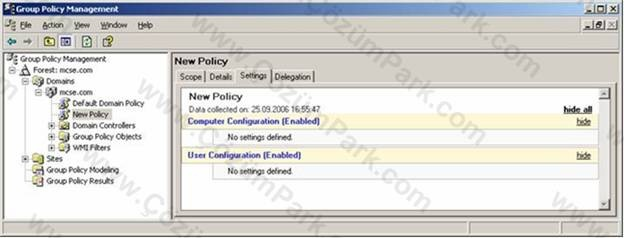 Group Policy Management
File Action View Window Help
Group Policy Management
Forest: mcse.com
Domains
mcse.com
Default Domain Policy
New Policy
Domain Controllers
Group Policy Objects
WMI Filters
Sites
Group Policy Modeling
Group Policy Results
New Policy
Scope Details Settings Delegation
New Policy
Data collected on: 25.09.2006 16:55:47 hide all
Computer Configuration (Enabled) hide
No settings defined.
User Configuration (Enabled) hide
No settings defined.
www.ÇözümPark.com